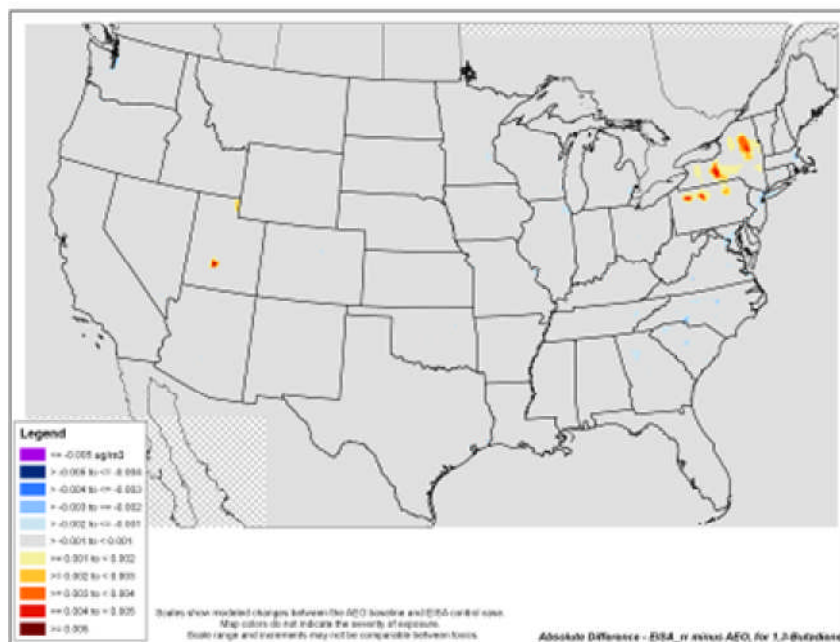 Legend
<= -0.005 ug/m3
> -0.005 to <= -0.004
> -0.004 to <= -0.003
> -0.003 to <= -0.002
> -0.002 to <= -0.001
> -0.001 to < 0.001
>= 0.001 to < 0.002
>= 0.002 to < 0.003
>= 0.003 to < 0.004
>= 0.004 to < 0.005
>= 0.005
Scales show modeled changes between the AEO baseline and EISA control case.
Map colors do not indicate the severity of exposure.
Scale range and increments may not be comparable between toxics.
Absolute Difference - EISA_rr minus AEO, for 1,3-Butadiene